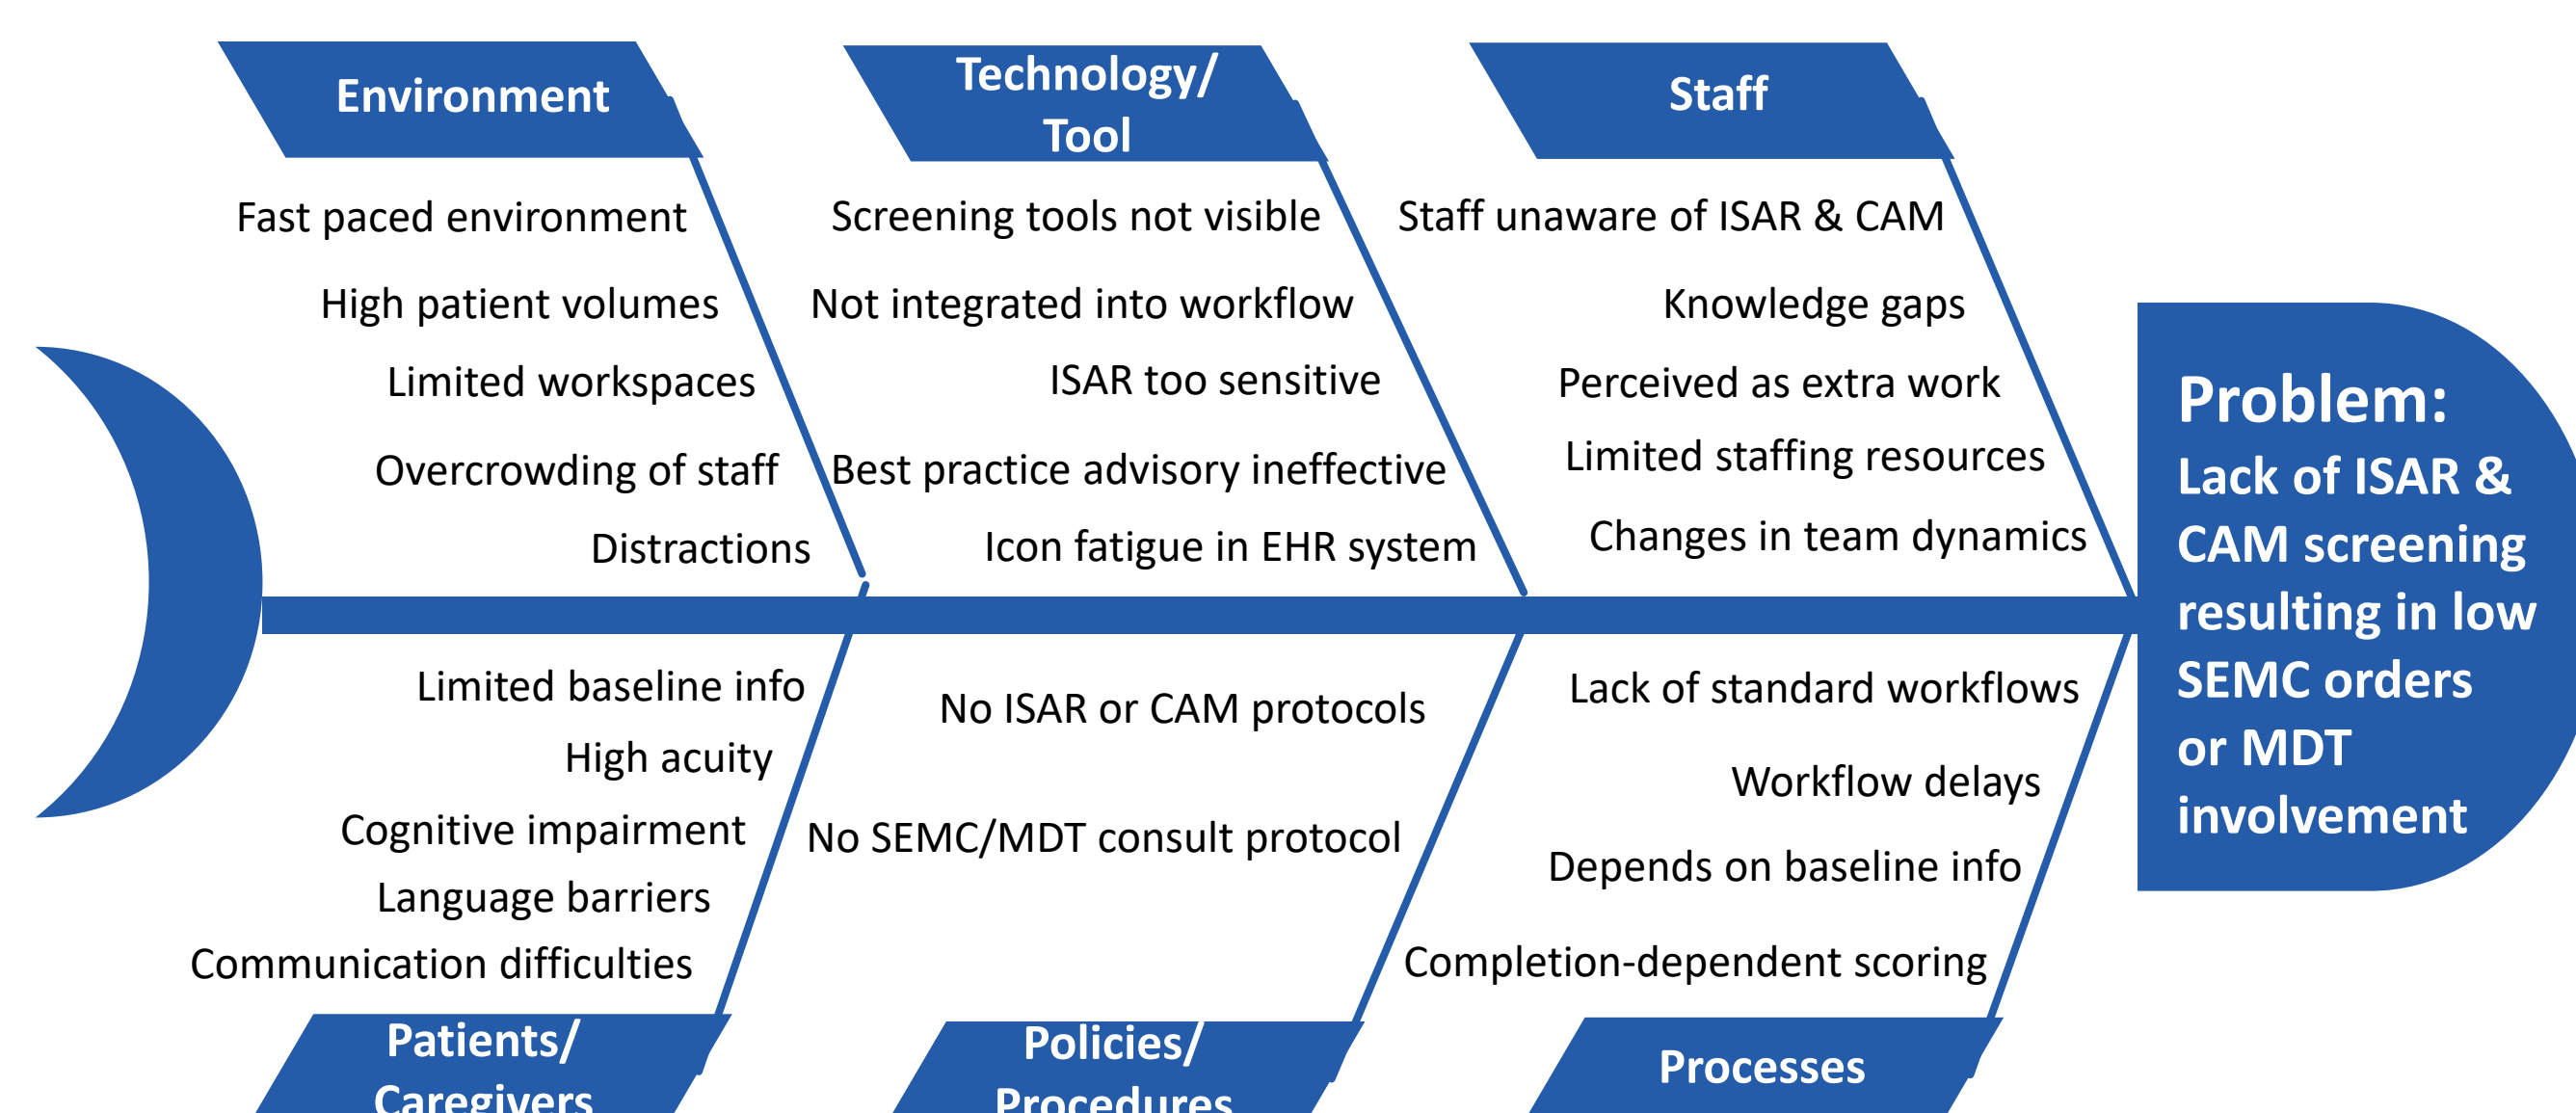 Environment
Fast paced environment
High patient volumes
Limited workspaces
Overcrowding of staff
Distractions
Technology/
Tool
Screening tools not visible
Not integrated into workflow
ISAR too sensitive
Best practice advisory ineffective
Icon fatigue in EHR system
Staff
Staff unaware of ISAR & CAM
Knowledge gaps
Perceived as extra work
Limited staffing resources
Changes in team dynamics
Problem:
Lack of ISAR &
CAM screening
resulting in low
SEMC orders
or MDT
involvement
Limited baseline info
High acuity
Cognitive impairment
Language barriers
Communication difficulties
Patients/
Caregivers
No ISAR or CAM protocols
No SEMC/MDT consult protocol
Policies/
Procedures
Lack of standard workflows
Workflow delays
Depends on baseline info
Completion-dependent scoring
Processes